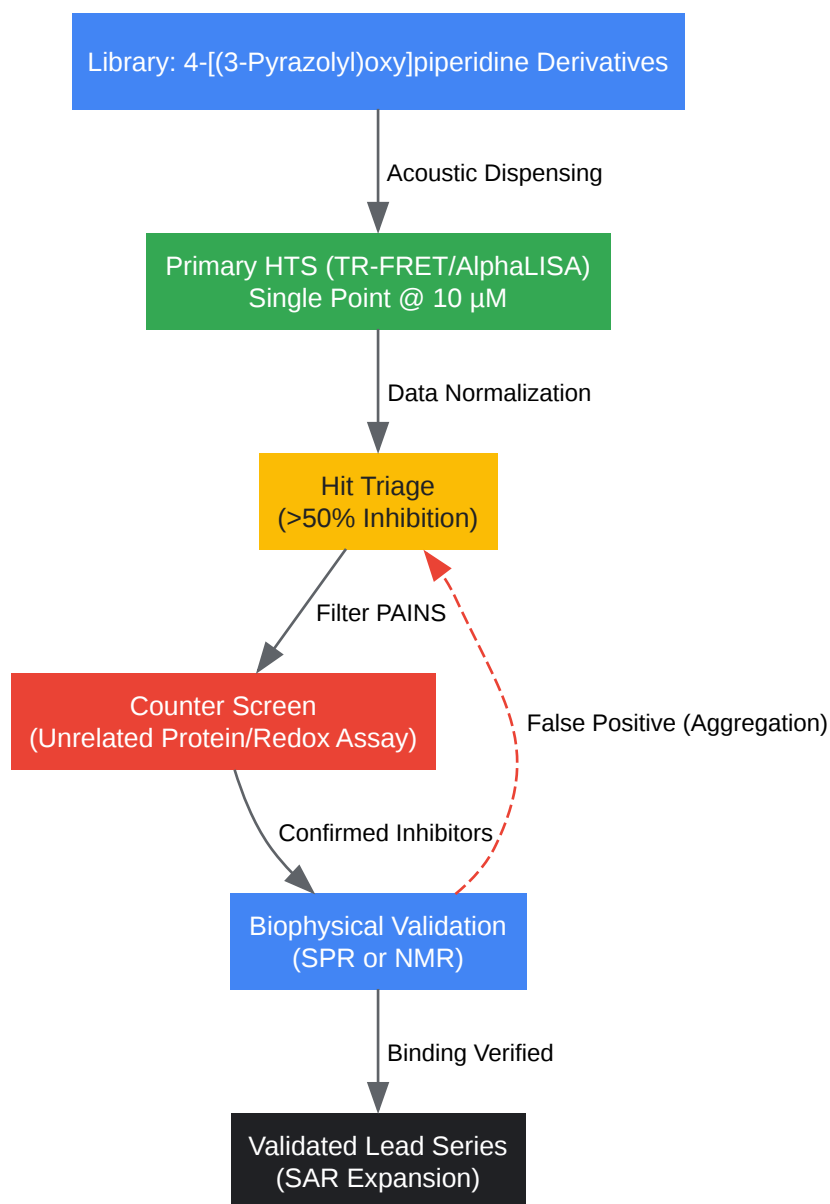 Library: 4-[(3-Pyrazolyl)oxy]piperidine Derivatives
Acoustic Dispensing
Primary HTS (TR-FRET/AlphaLISA)
Single Point @ 10 µM
Data Normalization
Hit Triage
(>50% Inhibition)
Filter PAINS
Counter Screen
(Unrelated Protein/Redox Assay)
False Positive (Aggregation)
Confirmed Inhibitors
Biophysical Validation
(SPR or NMR)
Binding Verified
Validated Lead Series
(SAR Expansion)